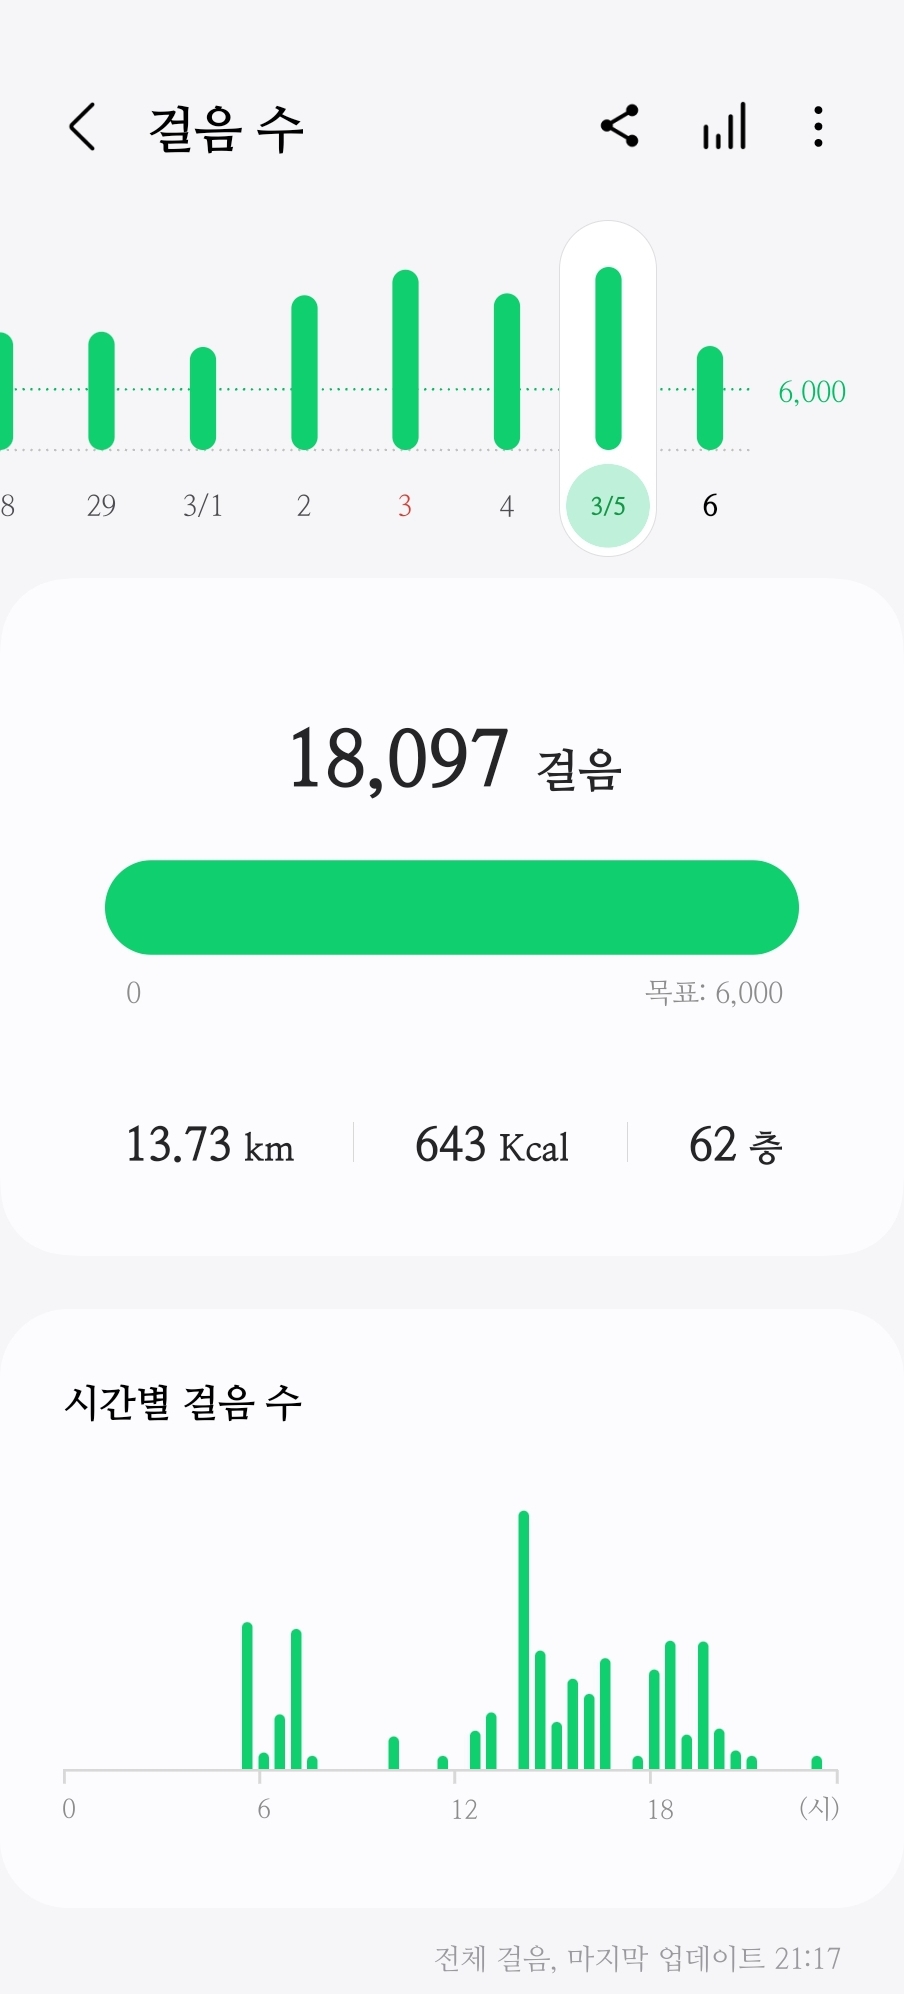 걸음 수
6,000
8 29 3/1 2 3 4 3/5 6
18,097 걸음
0 목표: 6,000
13.73 km 643 Kcal 62 층
시간별 걸음 수
0 6 12 18 (시)
전체 걸음, 마지막 업데이트 21:17